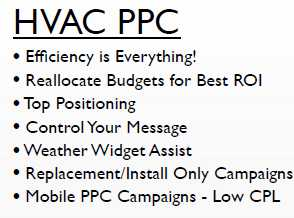 HVAC PPC
• Efficiency is Everything!
• Reallocate Budgets for Best ROI
• Top Positioning
• Control Your Message
• Weather Widget Assist
• Replacement/Install Only Campaigns
• Mobile PPC Campaigns - Low CPL